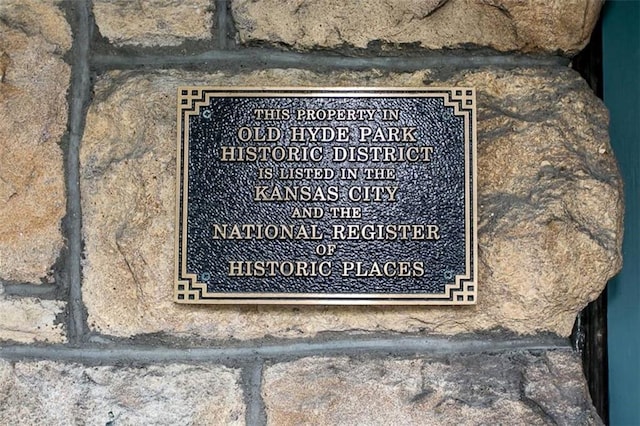 THIS PROPERTY IN
OLD HYDE PARK
HISTORIC DISTRICT
IS LISTED IN THE
KANSAS CITY
AND THE
NATIONAL REGISTER
OF
HISTORIC PLACES